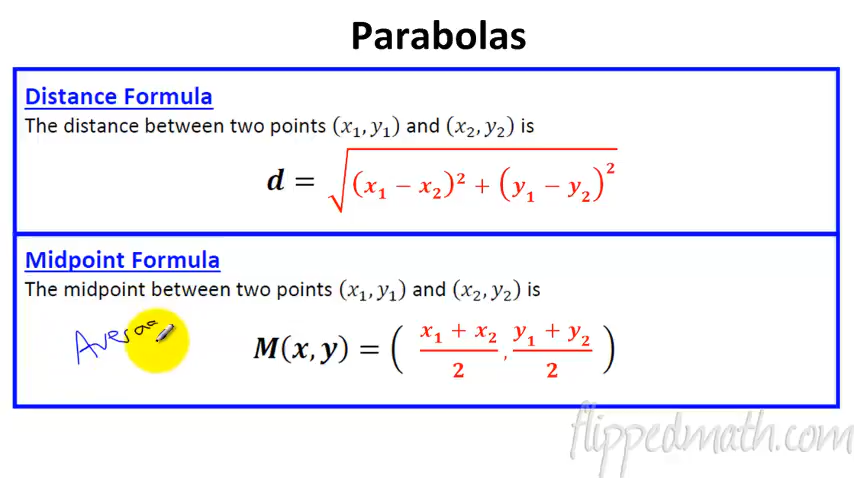 Parabolas
Distance Formula
The distance between two points (x₁, y₁) and (x₂, y₂) is
d = √((x₁ − x₂)² + (y₁ − y₂)²)
Midpoint Formula
The midpoint between two points (x₁, y₁) and (x₂, y₂) is
M(x, y) = ( (x₁ + x₂)/2 , (y₁ + y₂)/2 )
flippedmath.com